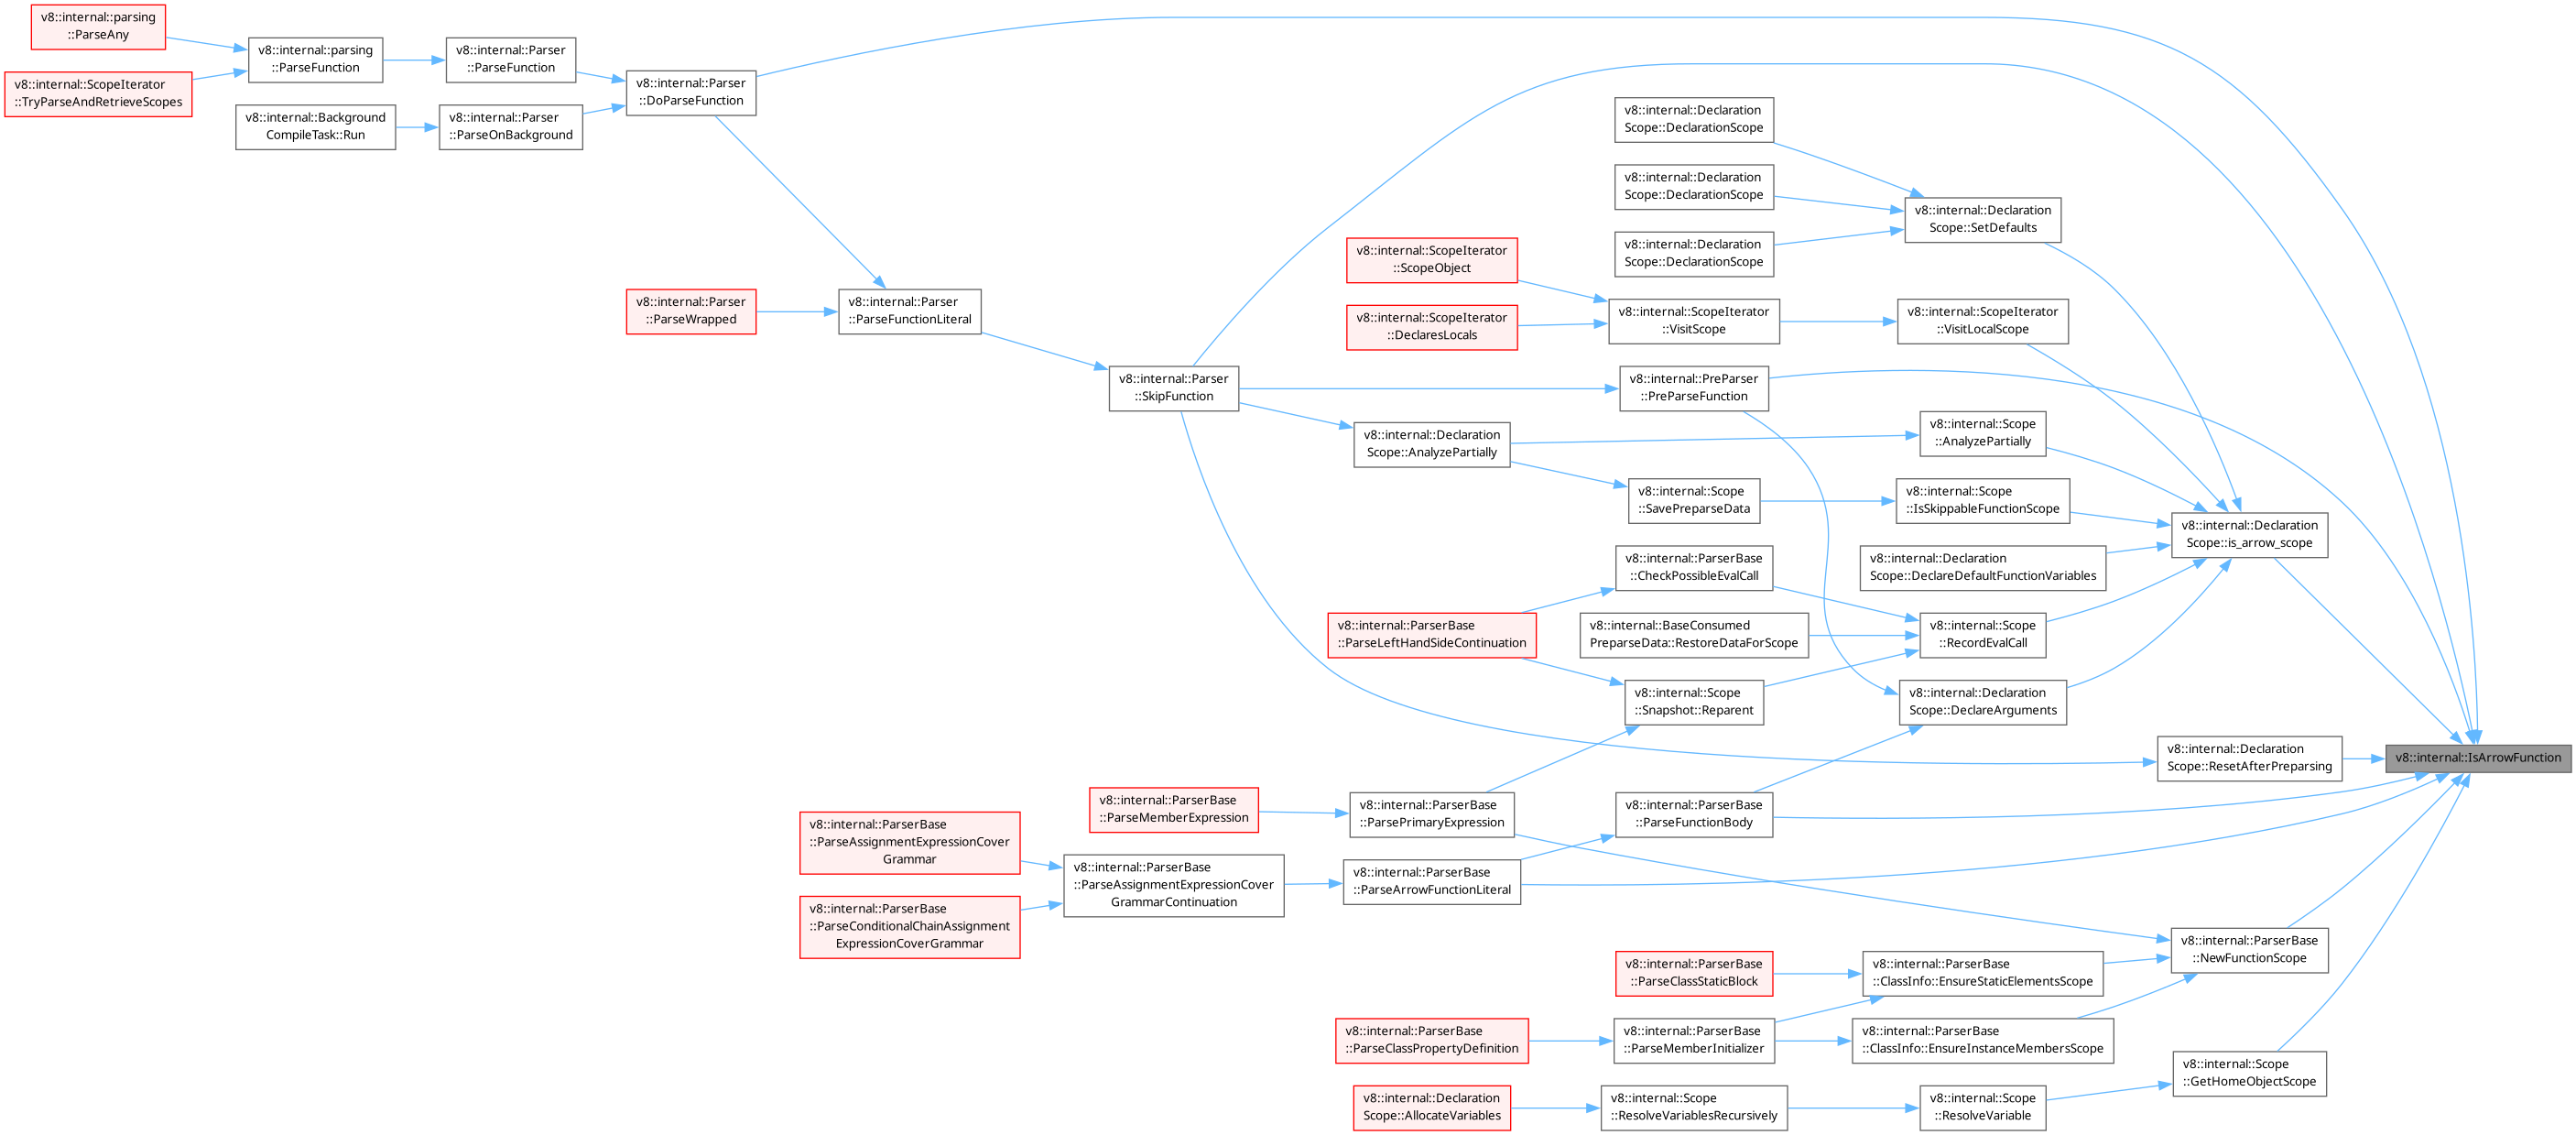 v8::internal::parsing
::ParseAny
v8::internal::ScopeIterator
::TryParseAndRetrieveScopes
v8::internal::parsing
::ParseFunction
v8::internal::Background
CompileTask::Run
v8::internal::Parser
::ParseFunction
v8::internal::Parser
::ParseOnBackground
v8::internal::Parser
::DoParseFunction
v8::internal::Parser
::ParseWrapped
v8::internal::Parser
::ParseFunctionLiteral
v8::internal::Parser
::SkipFunction
v8::internal::Declaration
Scope::DeclarationScope
v8::internal::Declaration
Scope::DeclarationScope
v8::internal::Declaration
Scope::DeclarationScope
v8::internal::Declaration
Scope::SetDefaults
v8::internal::ScopeIterator
::ScopeObject
v8::internal::ScopeIterator
::DeclaresLocals
v8::internal::ScopeIterator
::VisitScope
v8::internal::ScopeIterator
::VisitLocalScope
v8::internal::PreParser
::PreParseFunction
v8::internal::Declaration
Scope::AnalyzePartially
v8::internal::Scope
::AnalyzePartially
v8::internal::Scope
::SavePreparseData
v8::internal::Scope
::IsSkippableFunctionScope
v8::internal::Declaration
Scope::is_arrow_scope
v8::internal::Declaration
Scope::DeclareDefaultFunctionVariables
v8::internal::ParserBase
::CheckPossibleEvalCall
v8::internal::ParserBase
::ParseLeftHandSideContinuation
v8::internal::BaseConsumed
PreparseData::RestoreDataForScope
v8::internal::Scope
::RecordEvalCall
v8::internal::Scope
::Snapshot::Reparent
v8::internal::Declaration
Scope::DeclareArguments
v8::internal::Declaration
Scope::ResetAfterPreparsing
v8::internal::IsArrowFunction
v8::internal::ParserBase
::ParseMemberExpression
v8::internal::ParserBase
::ParsePrimaryExpression
v8::internal::ParserBase
::ParseFunctionBody
v8::internal::ParserBase
::ParseAssignmentExpressionCover
Grammar
v8::internal::ParserBase
::ParseConditionalChainAssignment
ExpressionCoverGrammar
v8::internal::ParserBase
::ParseAssignmentExpressionCover
GrammarContinuation
v8::internal::ParserBase
::ParseArrowFunctionLiteral
v8::internal::ParserBase
::NewFunctionScope
v8::internal::ParserBase
::ParseClassStaticBlock
v8::internal::ParserBase
::ClassInfo::EnsureStaticElementsScope
v8::internal::ParserBase
::ParseClassPropertyDefinition
v8::internal::ParserBase
::ParseMemberInitializer
v8::internal::ParserBase
::ClassInfo::EnsureInstanceMembersScope
v8::internal::Scope
::GetHomeObjectScope
v8::internal::Declaration
Scope::AllocateVariables
v8::internal::Scope
::ResolveVariablesRecursively
v8::internal::Scope
::ResolveVariable